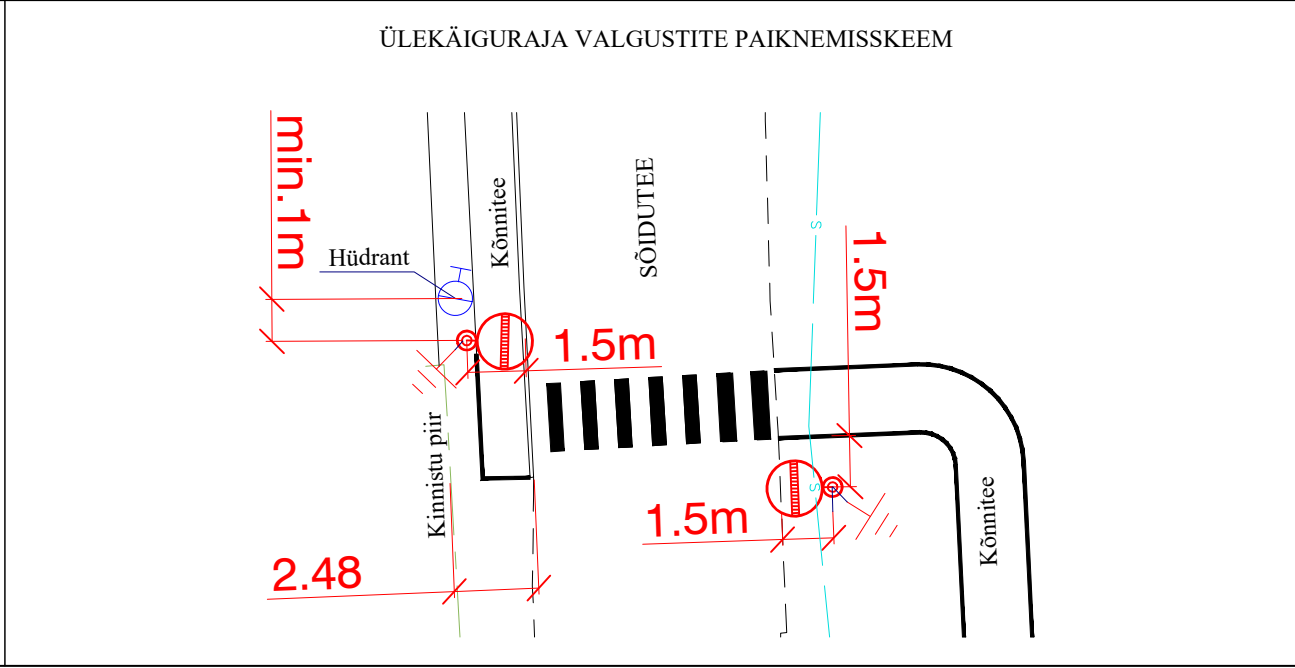 ÜLEKÄIGURAJA VALGUSTITE PAIKNEMISSKEEM
min.1m
Hüdrant
Kõnnitee
SÕIDUTEE
S
1.5m
1.5m
Kinnistu piir
S
1.5m
Kõnnitee
2.48